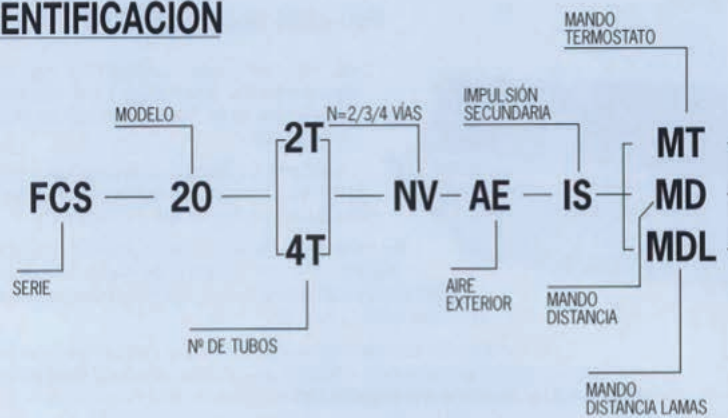 ENTIFICACIÓN
MANDO
TERMOSTATO
MODELO
N=2/3/4 VÍAS
IMPULSIÓN
SECUNDARIA
2T
MT
FCS — 20 — NV — AE — IS — MD
4T
MDL
SERIE
Nº DE TUBOS
AIRE
EXTERIOR
MANDO
DISTANCIA
MANDO
DISTANCIA LAMAS